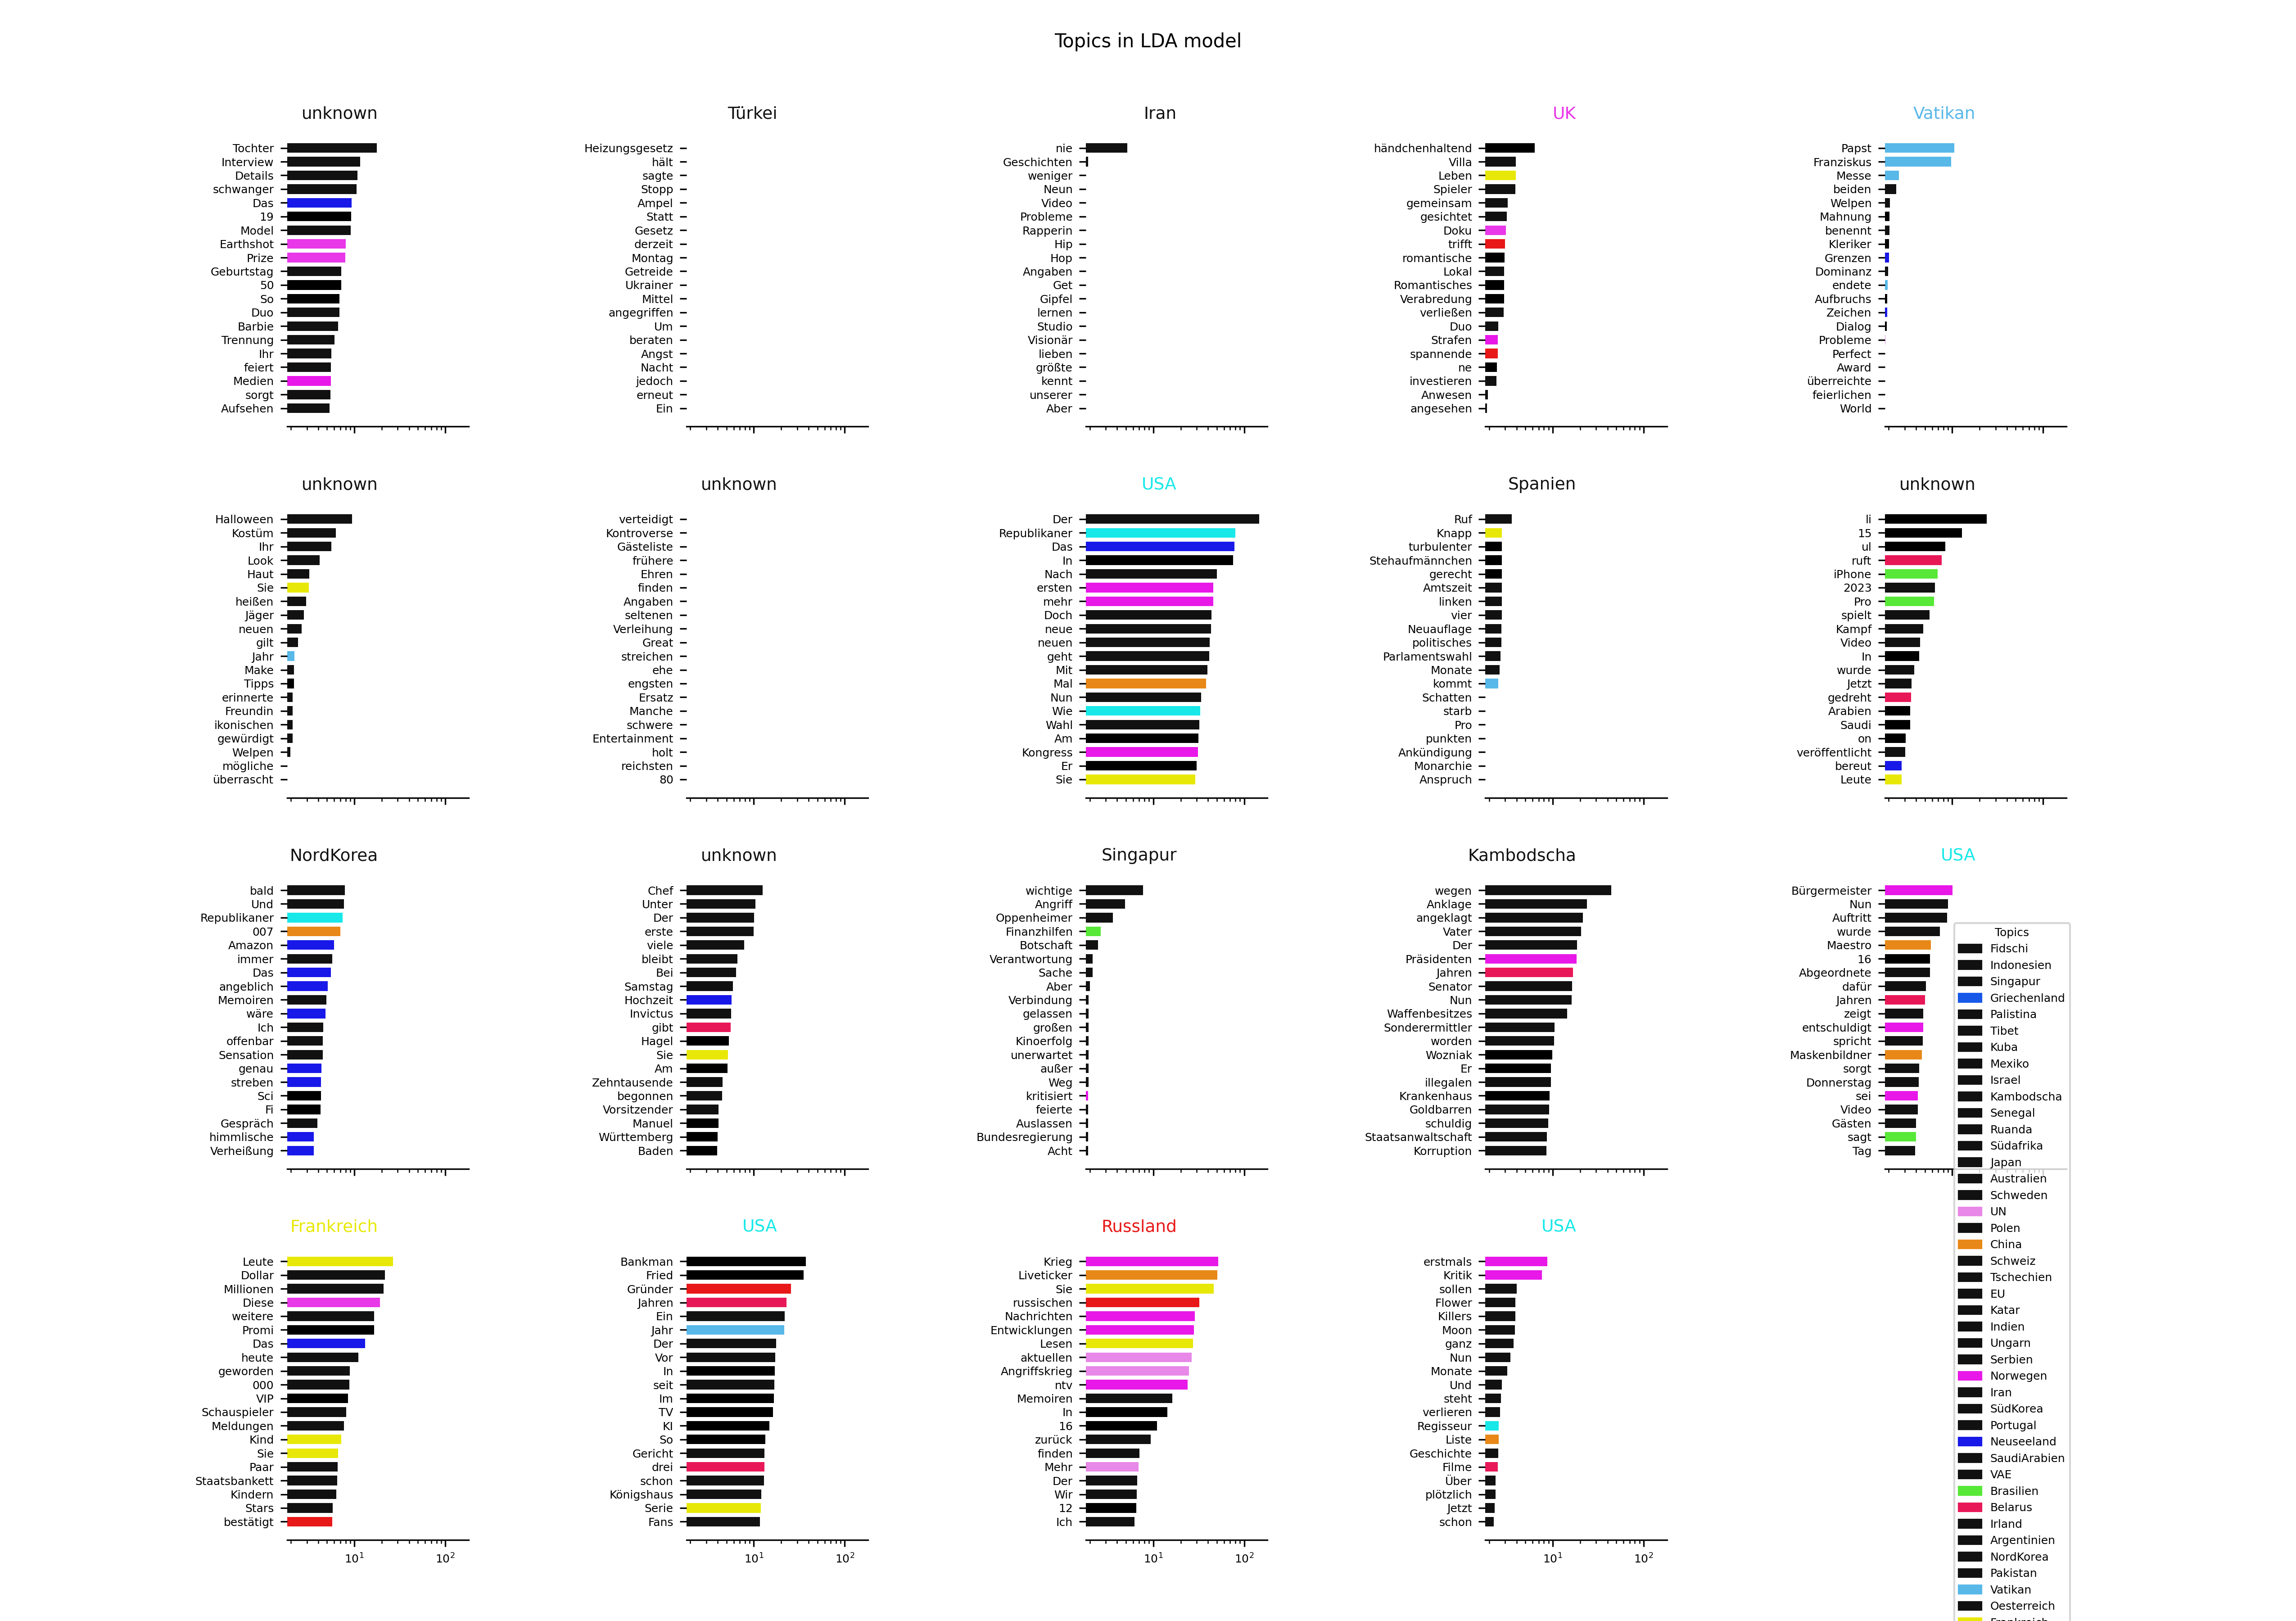 Topics in LDA model
unknown
Tochter
Interview
Details
schwanger
Das
19
Model
Earthshot
Prize
Geburtstag
50
So
Duo
Barbie
Trennung
Ihr
feiert
Medien
sorgt
Aufsehen
Türkei
Heizungsgesetz
hält
sagte
Stopp
Ampel
Statt
Gesetz
derzeit
Montag
Getreide
Ukrainer
Mittel
angegriffen
Um
beraten
Angst
Nacht
jedoch
erneut
Ein
Iran
nie
Geschichten
weniger
Neun
Video
Probleme
Rapperin
Hip
Hop
Angaben
Get
Gipfel
lernen
Studio
Visionär
lieben
größte
kennt
unserer
Aber
UK
händchenhaltend
Villa
Leben
Spieler
gemeinsam
gesichtet
Doku
trifft
romantische
Lokal
Romantisches
Verabredung
verließen
Duo
Strafen
spannende
ne
investieren
Anwesen
angesehen
Vatikan
Papst
Franziskus
Messe
beiden
Welpen
Mahnung
benennt
Kleriker
Grenzen
Dominanz
endete
Aufbruchs
Zeichen
Dialog
Probleme
Perfect
Award
überreichte
feierlichen
World
unknown
Halloween
Kostüm
Ihr
Look
Haut
Sie
heißen
Jäger
neuen
gilt
Jahr
Make
Tipps
erinnerte
Freundin
ikonischen
gewürdigt
Welpen
mögliche
überrascht
unknown
verteidigt
Kontroverse
Gästeliste
frühere
Ehren
finden
Angaben
seltenen
Verleihung
Great
streichen
ehe
engsten
Ersatz
Manche
schwere
Entertainment
holt
reichsten
80
USA
Der
Republikaner
Das
In
Nach
ersten
mehr
Doch
neue
neuen
geht
Mit
Mal
Nun
Wie
Wahl
Am
Kongress
Er
Sie
Spanien
Ruf
Knapp
turbulenter
Stehaufmännchen
gerecht
Amtszeit
linken
vier
Neuauflage
politisches
Parlamentswahl
Monate
kommt
Schatten
starb
Pro
punkten
Ankündigung
Monarchie
Anspruch
unknown
li
15
ul
ruft
iPhone
2023
Pro
spielt
Kampf
Video
In
wurde
Jetzt
gedreht
Arabien
Saudi
on
veröffentlicht
bereut
Leute
NordKorea
bald
Und
Republikaner
007
Amazon
immer
Das
angeblich
Memoiren
wäre
Ich
offenbar
Sensation
genau
streben
Sci
Fi
Gespräch
himmlische
Verheißung
unknown
Chef
Unter
Der
erste
viele
bleibt
Bei
Samstag
Hochzeit
Invictus
gibt
Hagel
Sie
Am
Zehntausende
begonnen
Vorsitzender
Manuel
Württemberg
Baden
Singapur
wichtige
Angriff
Oppenheimer
Finanzhilfen
Botschaft
Verantwortung
Sache
Aber
Verbindung
gelassen
großen
Kinoerfolg
unerwartet
außer
Weg
kritisiert
feierte
Auslassen
Bundesregierung
Acht
Kambodscha
wegen
Anklage
angeklagt
Vater
Der
Präsidenten
Jahren
Senator
Nun
Waffenbesitzes
Sonderermittler
worden
Wozniak
Er
illegalen
Krankenhaus
Goldbarren
schuldig
Staatsanwaltschaft
Korruption
USA
Bürgermeister
Nun
Auftritt
wurde
Maestro
16
Abgeordnete
dafür
Jahren
zeigt
entschuldigt
spricht
Maskenbildner
sorgt
Donnerstag
sei
Video
Gästen
sagt
Tag
Frankreich
Leute
Dollar
Millionen
Diese
weitere
Promi
Das
heute
geworden
000
VIP
Schauspieler
Meldungen
Kind
Sie
Paar
Staatsbankett
Kindern
Stars
bestätigt
10¹ 10²
USA
Bankman
Fried
Gründer
Jahren
Ein
Jahr
Der
Vor
In
seit
Im
TV
KI
So
Gericht
drei
schon
Königshaus
Serie
Fans
10¹ 10²
Russland
Krieg
Liveticker
Sie
russischen
Nachrichten
Entwicklungen
Lesen
aktuellen
Angriffskrieg
ntv
Memoiren
In
16
zurück
finden
Mehr
Der
Wir
12
Ich
10¹ 10²
USA
erstmals
Kritik
sollen
Flower
Killers
Moon
ganz
Nun
Monate
Und
steht
verlieren
Regisseur
Liste
Geschichte
Filme
Über
plötzlich
Jetzt
schon
10¹ 10²
Topics
Fidschi
Indonesien
Singapur
Griechenland
Palistina
Tibet
Kuba
Mexiko
Israel
Kambodscha
Senegal
Ruanda
Südafrika
Japan
Australien
Schweden
UN
Polen
China
Schweiz
Tschechien
EU
Katar
Indien
Ungarn
Serbien
Norwegen
Iran
SüdKorea
Portugal
Neuseeland
SaudiArabien
VAE
Brasilien
Belarus
Irland
Argentinien
NordKorea
Pakistan
Vatikan
Oesterreich